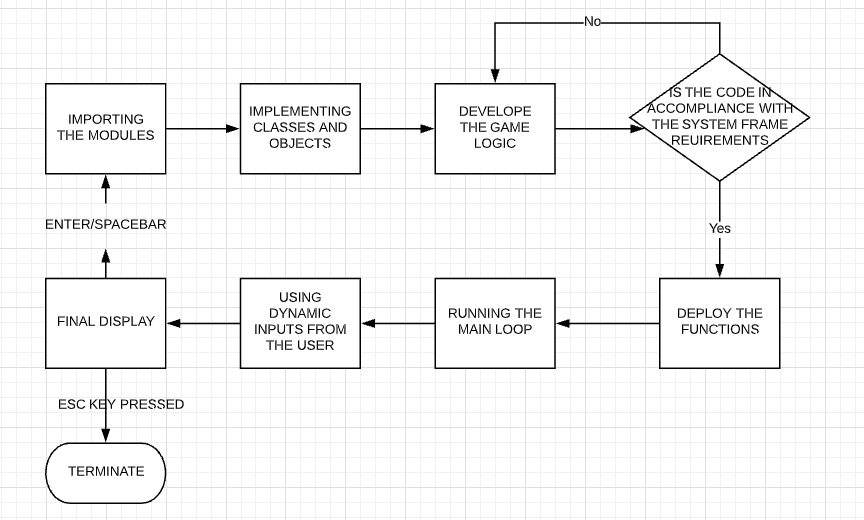 No
IMPORTING
THE MODULES
IMPLEMENTING
CLASSES AND
OBJECTS
DEVELOPE
THE GAME
LOGIC
IS THE CODE IN
ACCOMPLIANCE WITH
THE SYSTEM FRAME
REUIREMENTS
ENTER/SPACEBAR
Yes
FINAL DISPLAY
USING
DYNAMIC
INPUTS FROM
THE USER
RUNNING THE
MAIN LOOP
DEPLOY THE
FUNCTIONS
ESC KEY PRESSED
TERMINATE